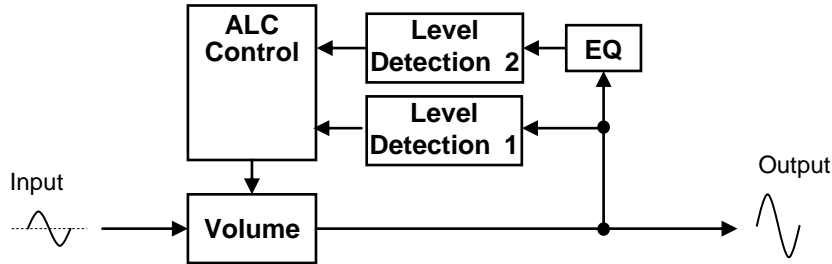 ALC
Control
Level
Detection 2
EQ
Level
Detection 1
Input
Output
Volume